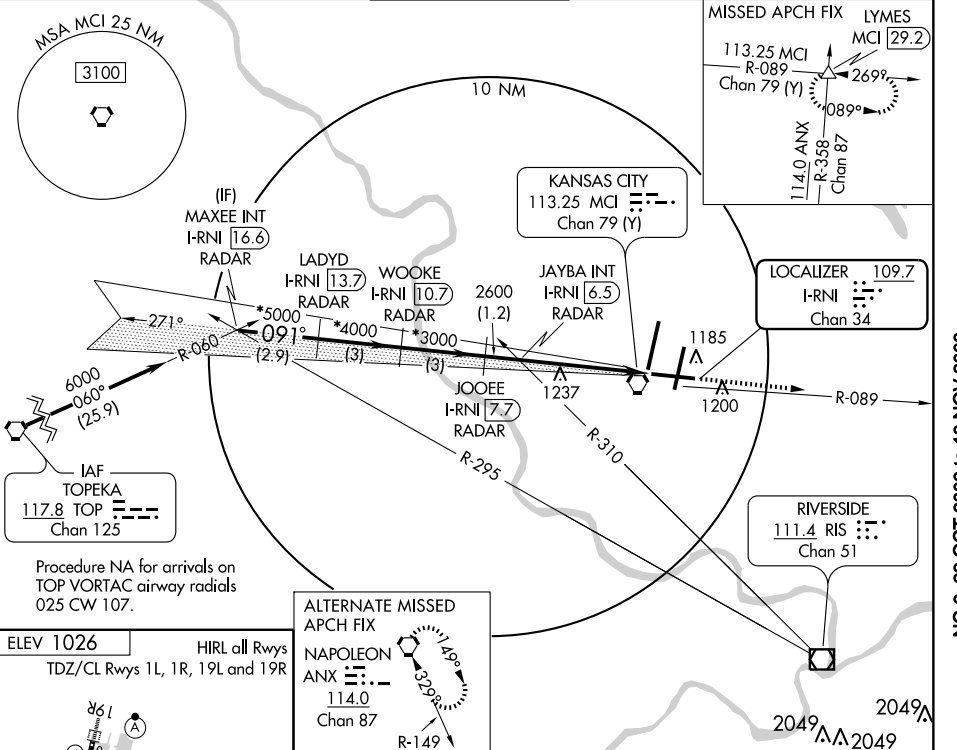 MSA MCI 25 NM
3100
MISSED APCH FIX
LYMES
MCI 29.2
113.25 MCI
R-089
Chan 79 (Y)
269°
089°
114.0 ANX
R-358
Chan 87
10 NM
KANSAS CITY
113.25 MCI
Chan 79 (Y)
(IF)
MAXEE INT
I-RNI 16.6
RADAR
LADYD
I-RNI 13.7
RADAR
WOOKE
I-RNI 10.7
RADAR
2600
(1.2)
JAYBA INT
I-RNI 6.5
RADAR
LOCALIZER 109.7
I-RNI
Chan 34
271°
*5000
091°
(2.9)
*4000
(3)
*3000
(3)
R-060
6000
060°
(25.9)
JOOEE
I-RNI 7.7
RADAR
1237
1185
1200
R-089
R-310
R-295
IAF
TOPEKA
117.8 TOP
Chan 125
RIVERSIDE
111.4 RIS
Chan 51
Procedure NA for arrivals on
TOP VORTAC airway radials
025 CW 107.
ELEV 1026
HIRL all Rwys
TDZ/CL Rwys 1L, 1R, 19L and 19R
19R
A
ALTERNATE MISSED
APCH FIX
NAPOLEON
ANX
114.0
Chan 87
149°
329°
R-149
2049
2049
2049